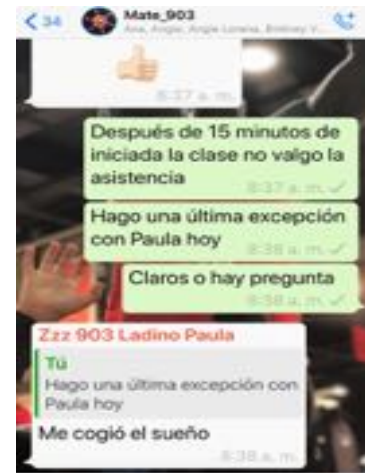 34
Mate_903
Ana, Angie, Angie Lorena, Britney V...
8:37 a. m.
Después de 15 minutos de
iniciada la clase no valgo la
asistencia
8:37 a. m.
Hago una última excepción
con Paula hoy
8:38 a. m.
Claros o hay pregunta
8:38 a. m.
Zzz 903 Ladino Paula
Tú
Hago una última excepción con
Paula hoy
Me cogió el sueño
8:38 a. m.